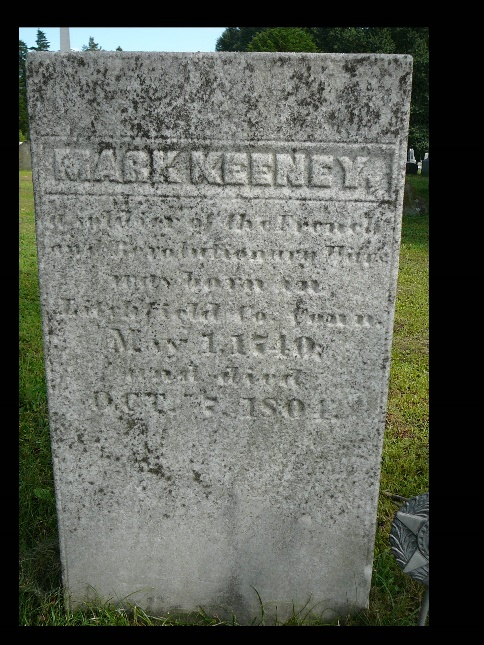 MARK KEENEY,
A soldier of the French
and Revolutionary Wars
was born in
Litchfield Co. Conn.
May 1, 1740,
and died
OCT. 7, 1804.